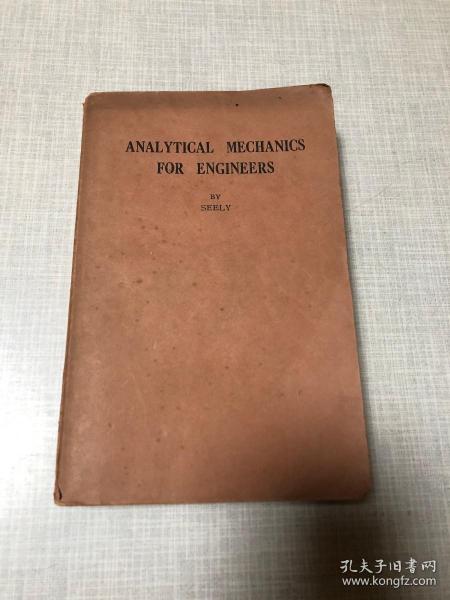 ANALYTICAL MECHANICS
FOR ENGINEERS
BY
SEELY
孔夫子旧书网
www.kongfz.com